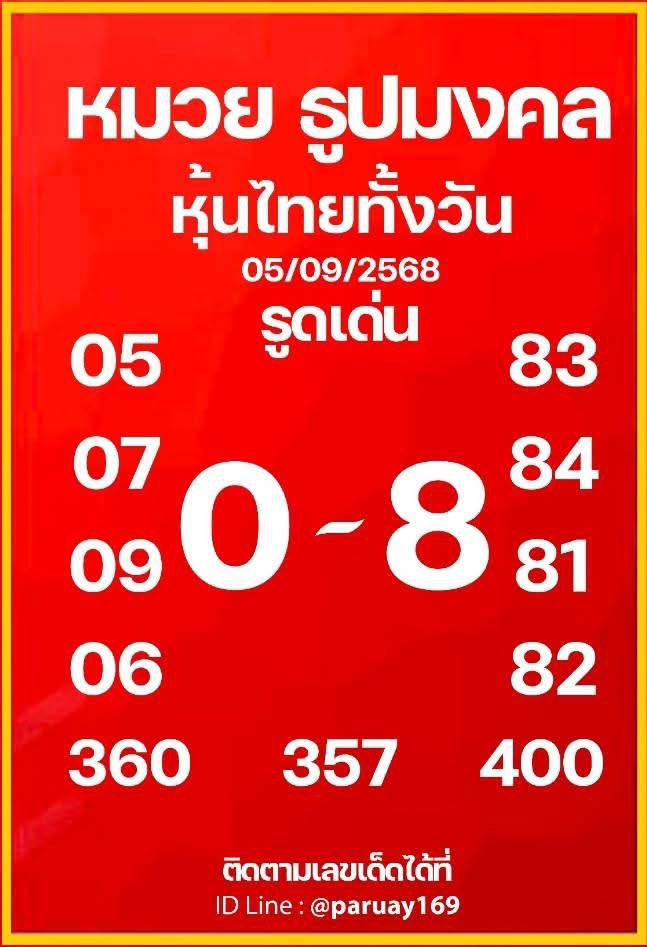 หมวย ธูปมงคล
หุ้นไทยทั้งวัน
05/09/2568
รูดเด่น
05 83
07 84
0 - 8
09 81
06 82
360 357 400
ติดตามเลขเด็ดได้ที่
ID Line : @paruay169